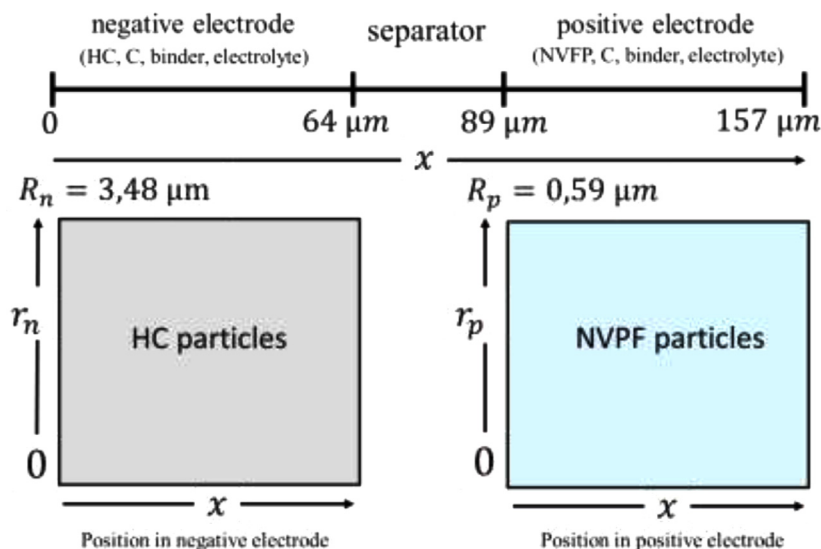 negative electrode
(HC, C, binder, electrolyte)
separator
positive electrode
(NVFP, C, binder, electrolyte)
0
64 μm
89 μm
157 μm
x
R_n = 3,48 μm
R_p = 0,59 μm
r_n
HC particles
0
x
Position in negative electrode
r_p
NVPF particles
0
x
Position in positive electrode